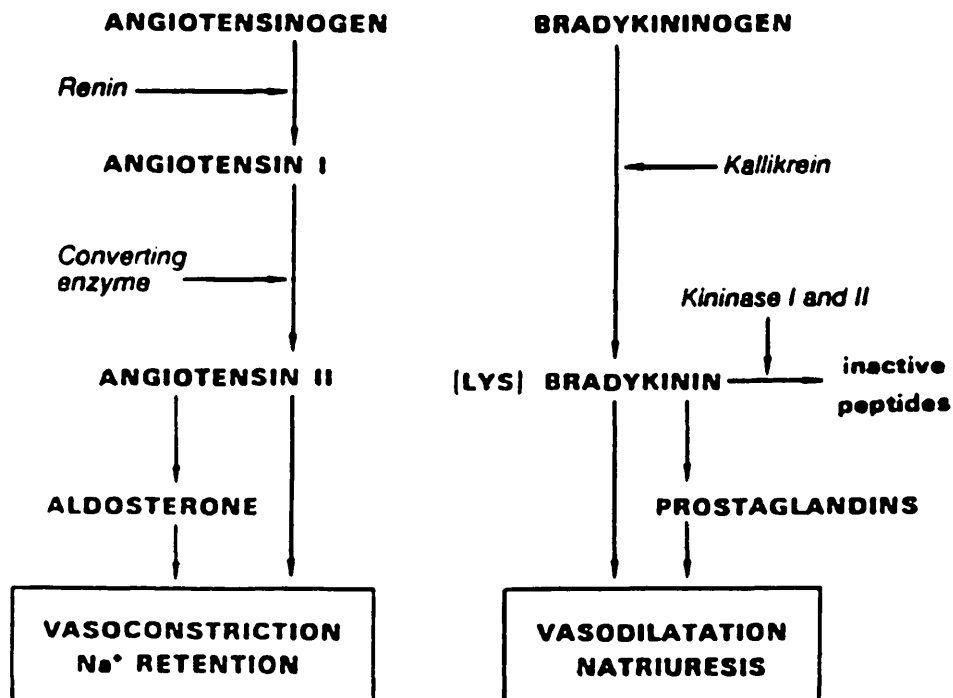 ANGIOTENSINOGEN
Renin
ANGIOTENSIN I
Converting
enzyme
ANGIOTENSIN II
ALDOSTERONE
VASOCONSTRICTION
Na⁺ RETENTION
BRADYKININOGEN
Kallikrein
Kininase I and II
(LYS) BRADYKININ
inactive
peptides
PROSTAGLANDINS
VASODILATATION
NATRIURESIS